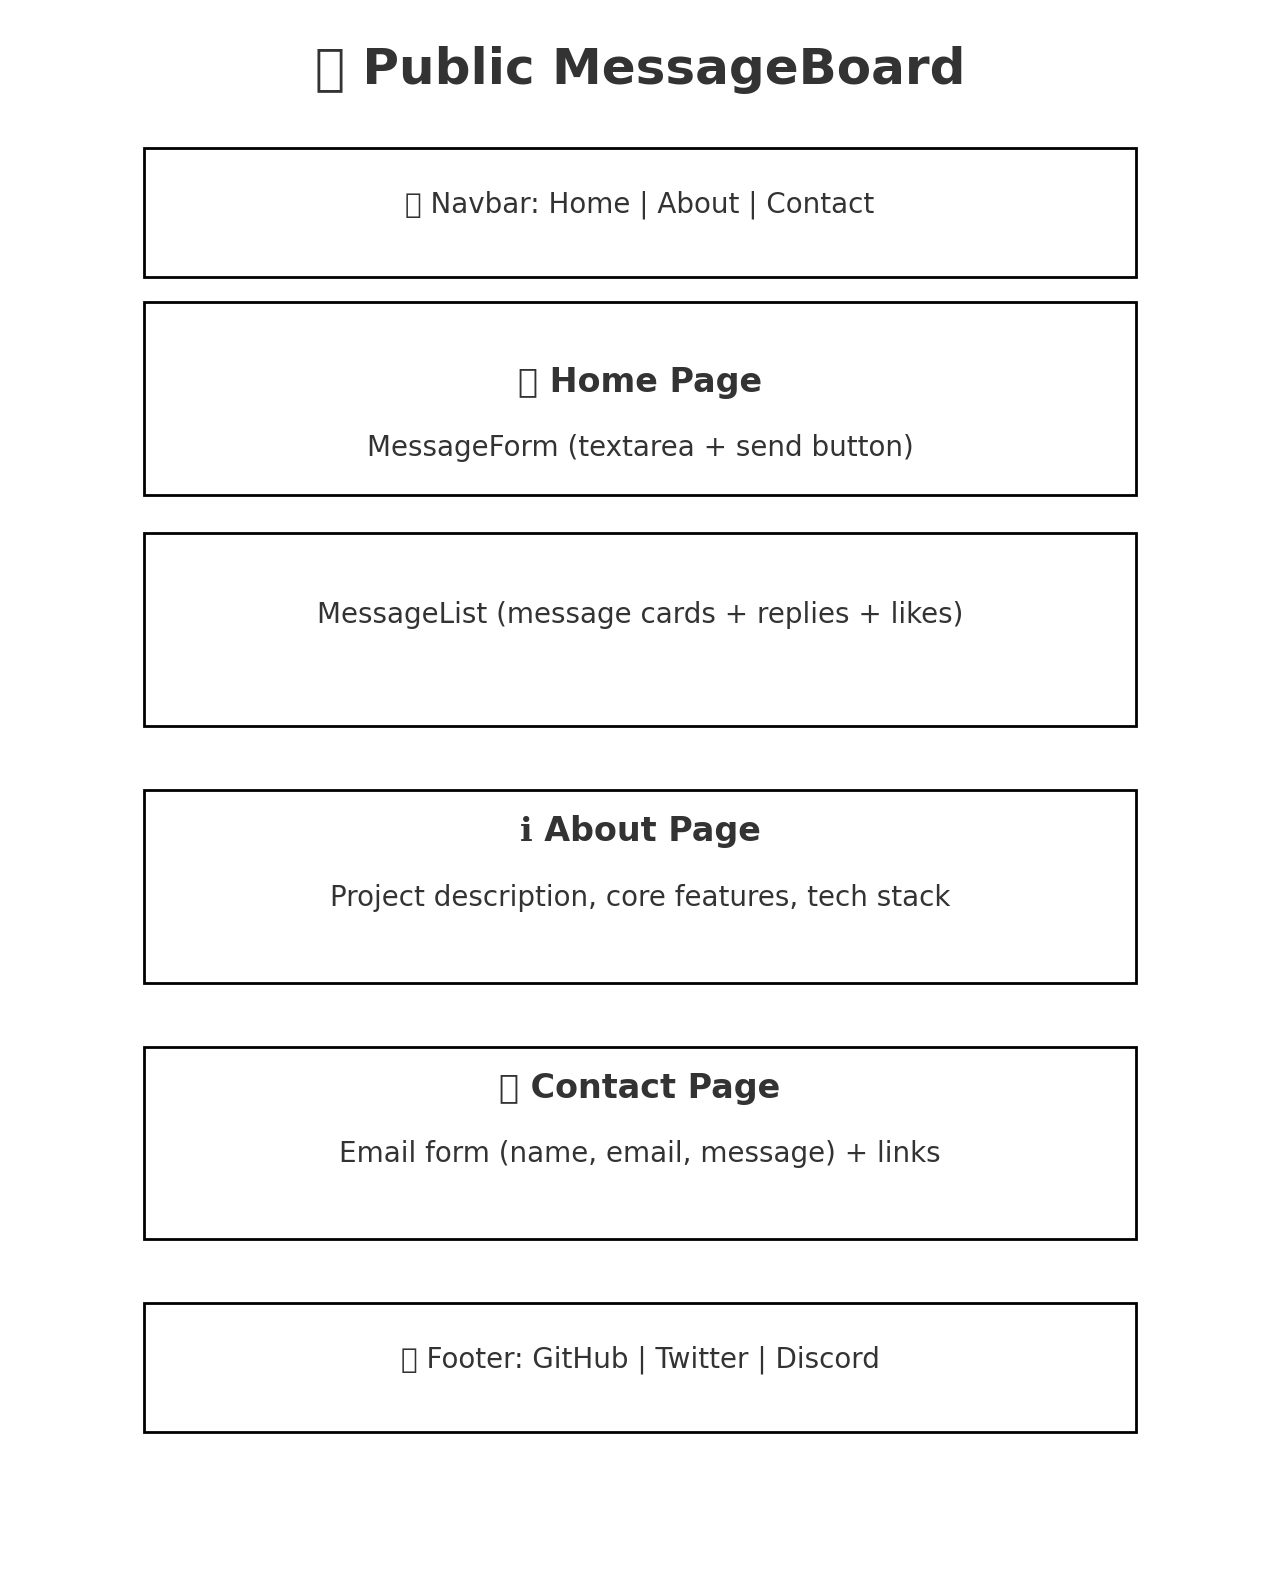 Public MessageBoard
Navbar: Home | About | Contact
Home Page
MessageForm (textarea + send button)
MessageList (message cards + replies + likes)
ℹ About Page
Project description, core features, tech stack
Contact Page
Email form (name, email, message) + links
Footer: GitHub | Twitter | Discord